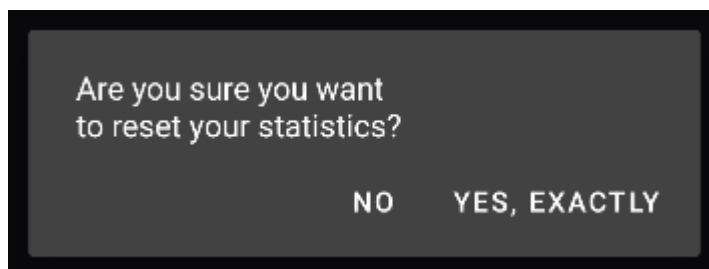 Are you sure you want
to reset your statistics?
NO YES, EXACTLY